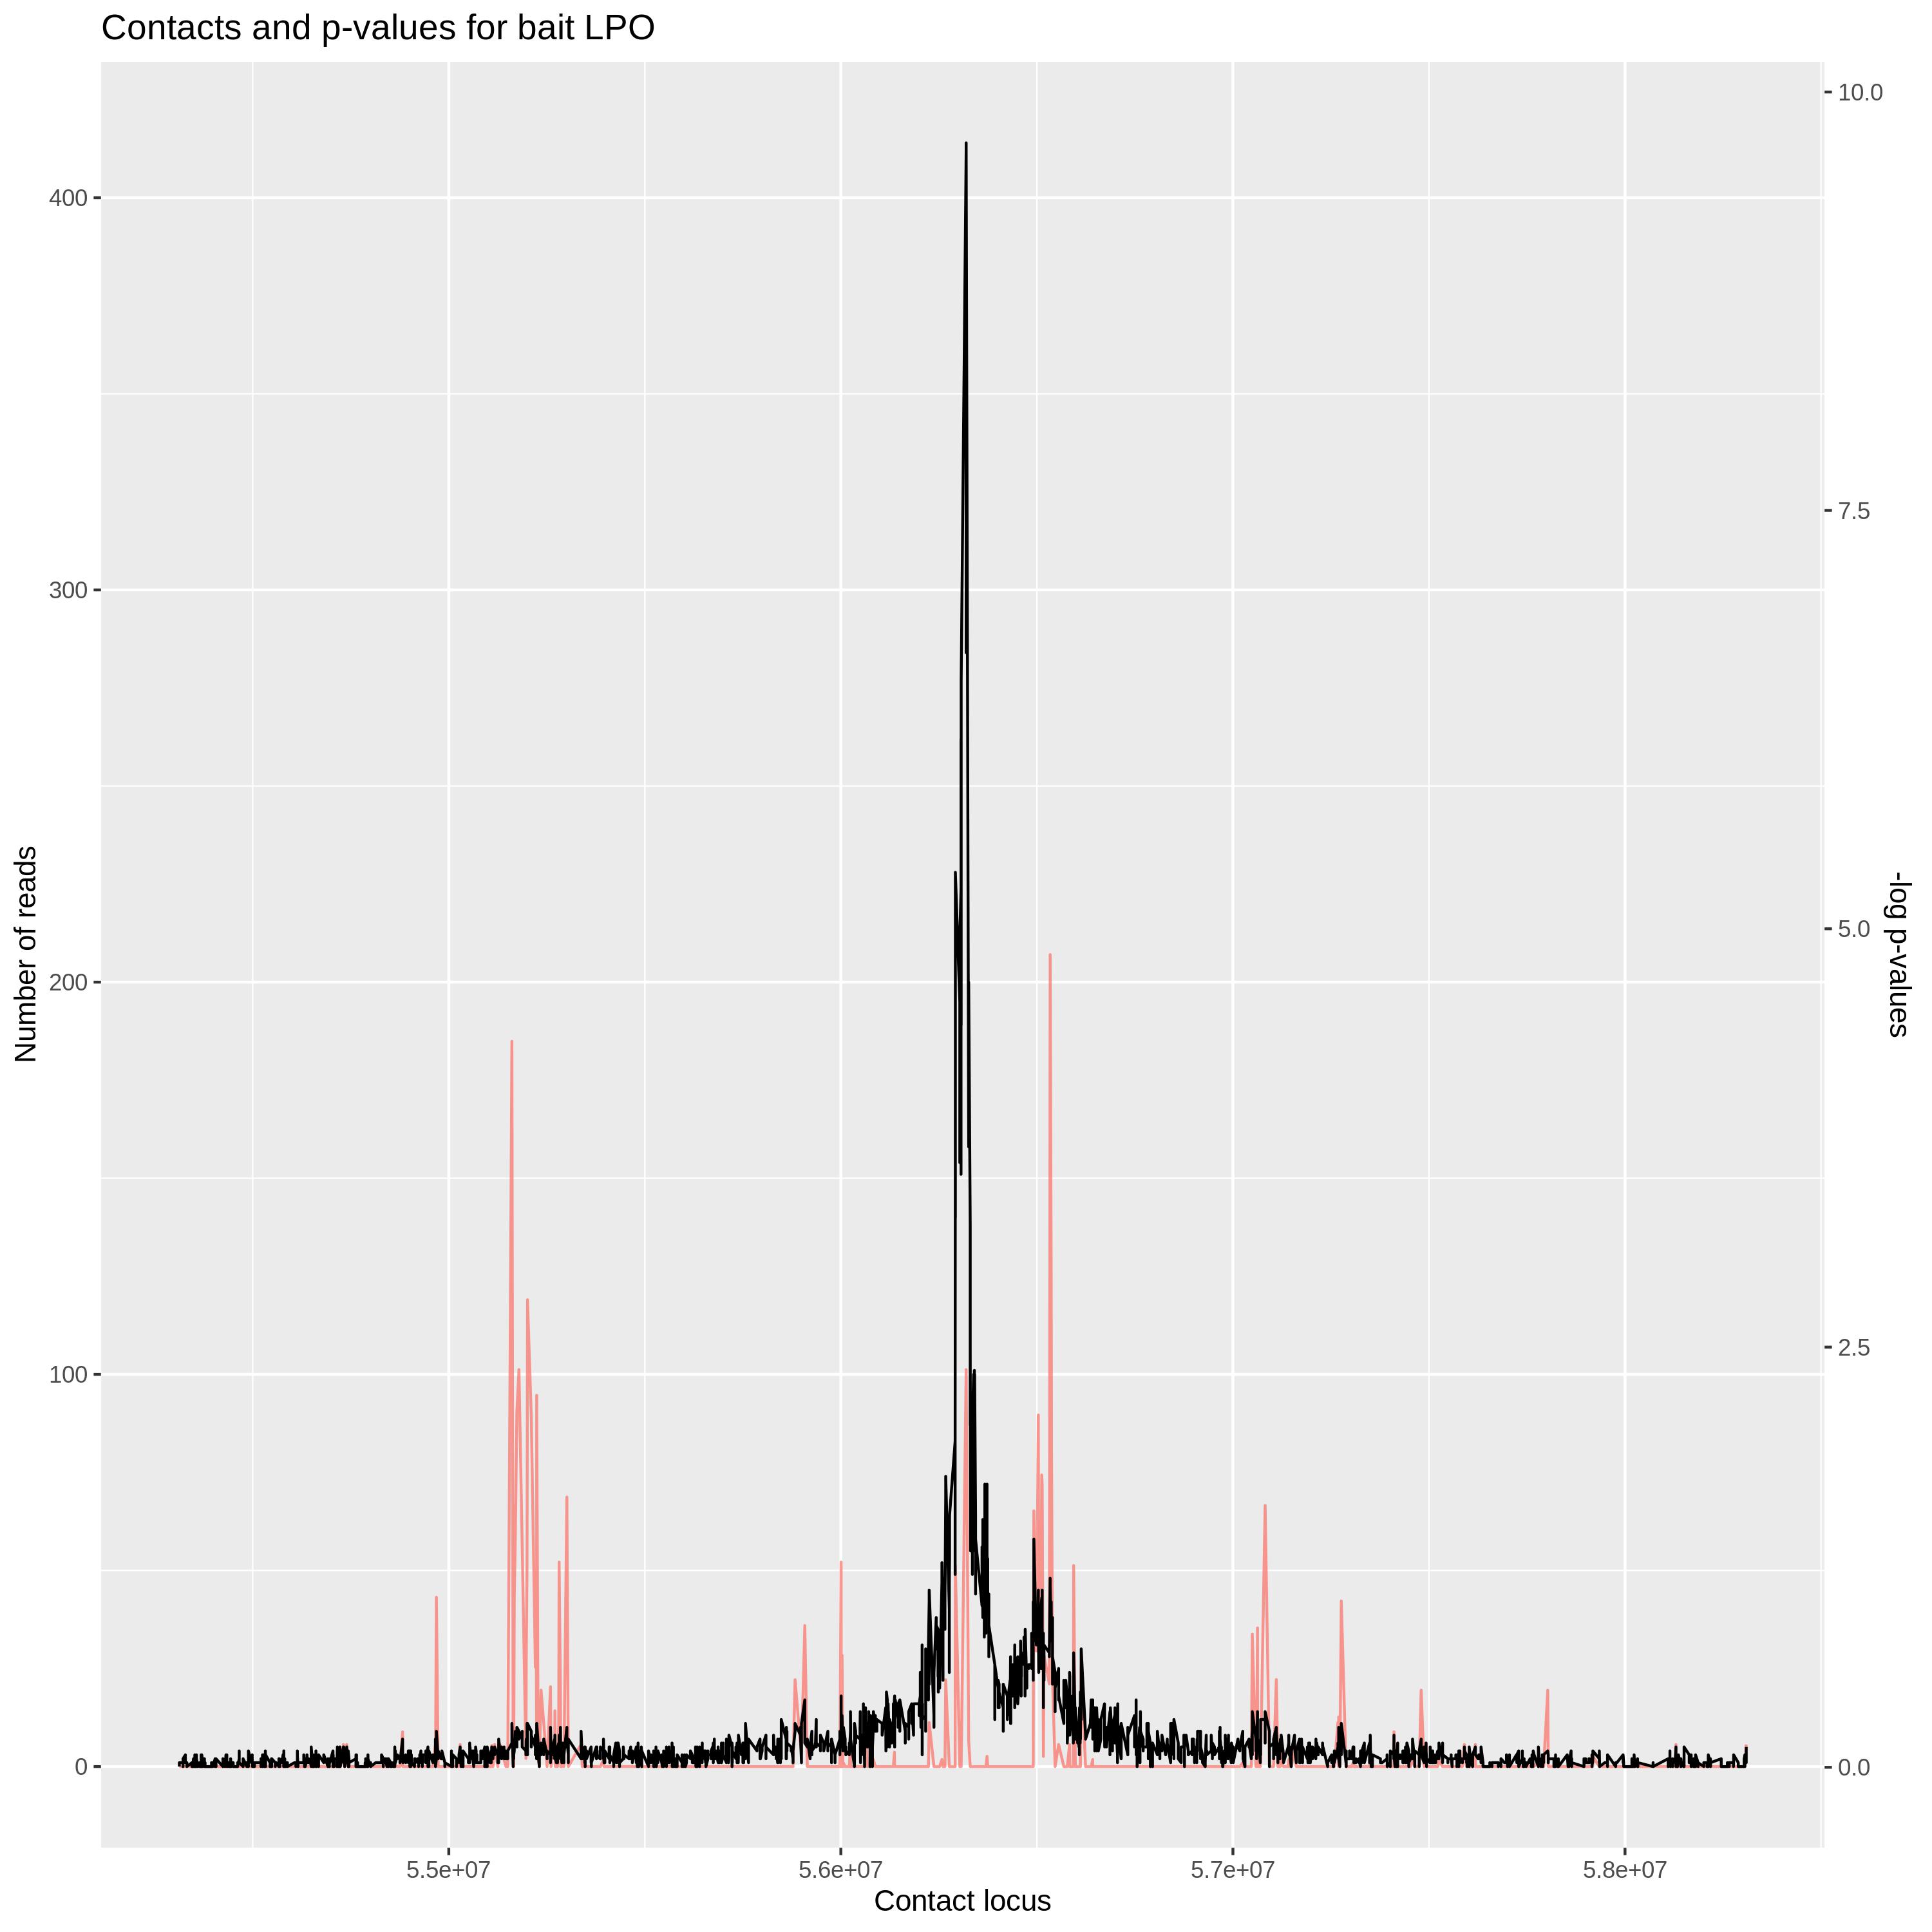 Contacts and p-values for bait LPO
10.0
400
7.5
300
5.0
200
2.5
100
0
0.0
Number of reads
-log p-values
5.5e+07
5.6e+07
5.7e+07
5.8e+07
Contact locus